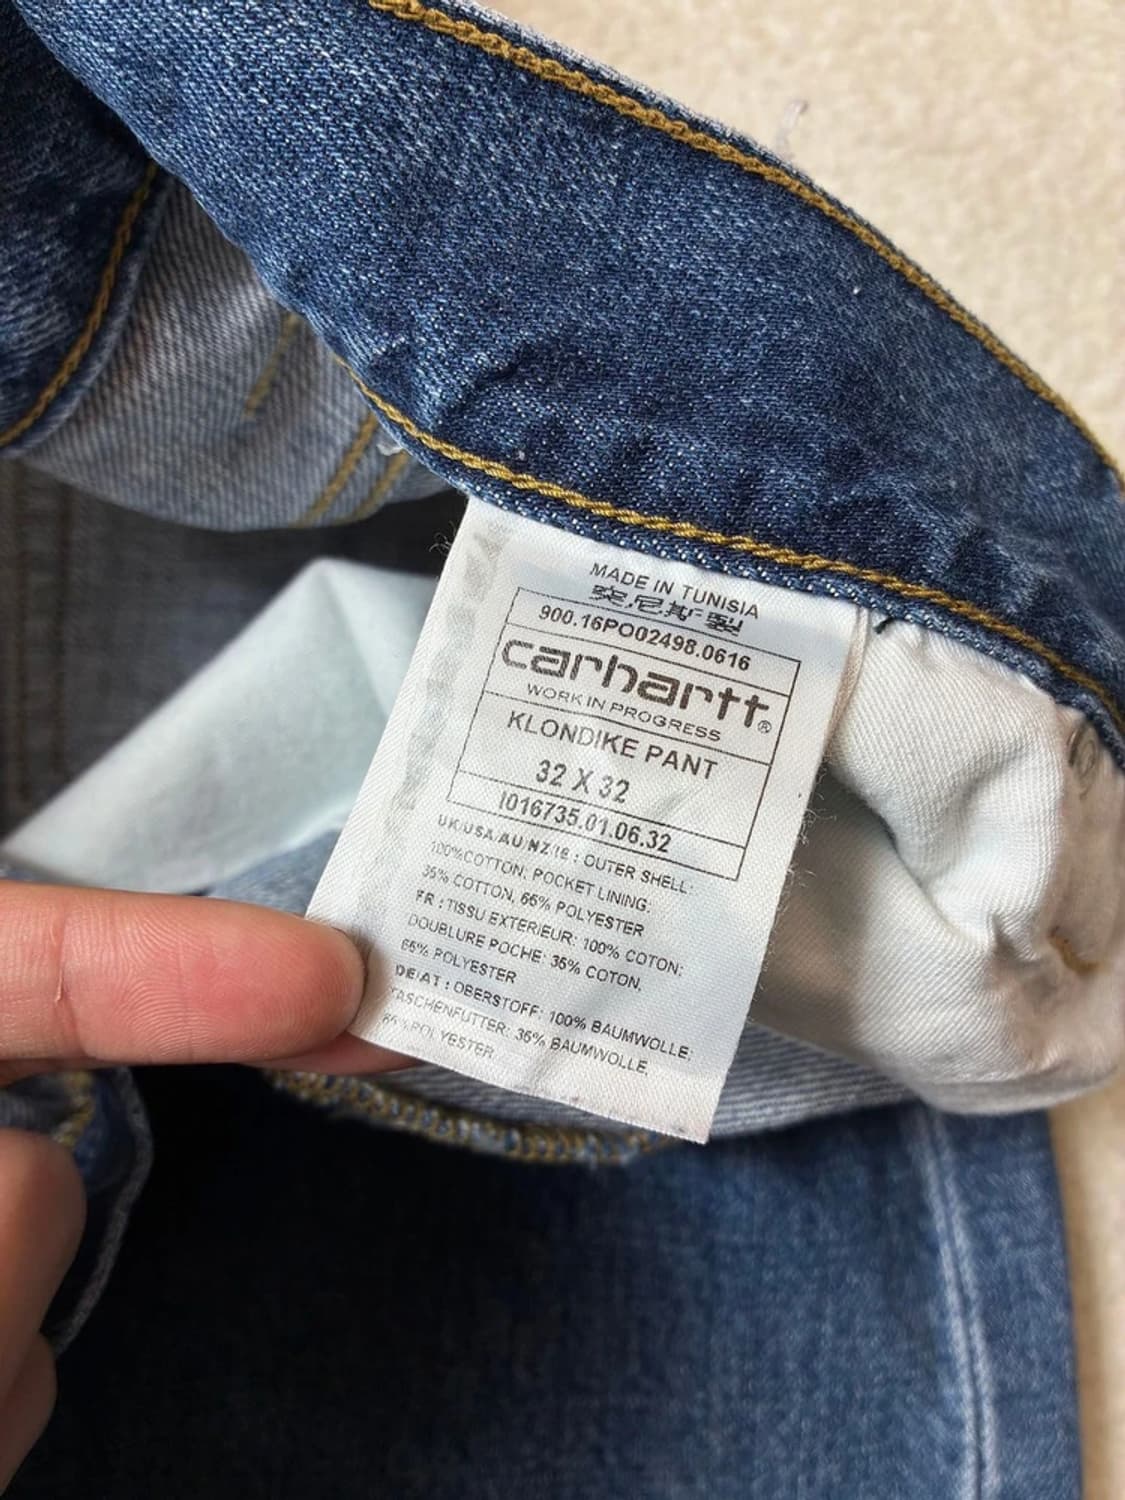 MADE IN TUNISIA
突尼斯製
900.16PO02498.0616
carhartt®
WORK IN PROGRESS
KLONDIKE PANT
32 X 32
I016735.01.06.32
UK/USA/AU/NZ/IE : OUTER SHELL:
100%COTTON: POCKET LINING:
35% COTTON, 65% POLYESTER
FR : TISSU EXTERIEUR: 100% COTON:
DOUBLURE POCHE: 35% COTON,
65% POLYESTER
DE/AT : OBERSTOFF: 100% BAUMWOLLE:
TASCHENFUTTER: 35% BAUMWOLLE,
65% POLYESTER